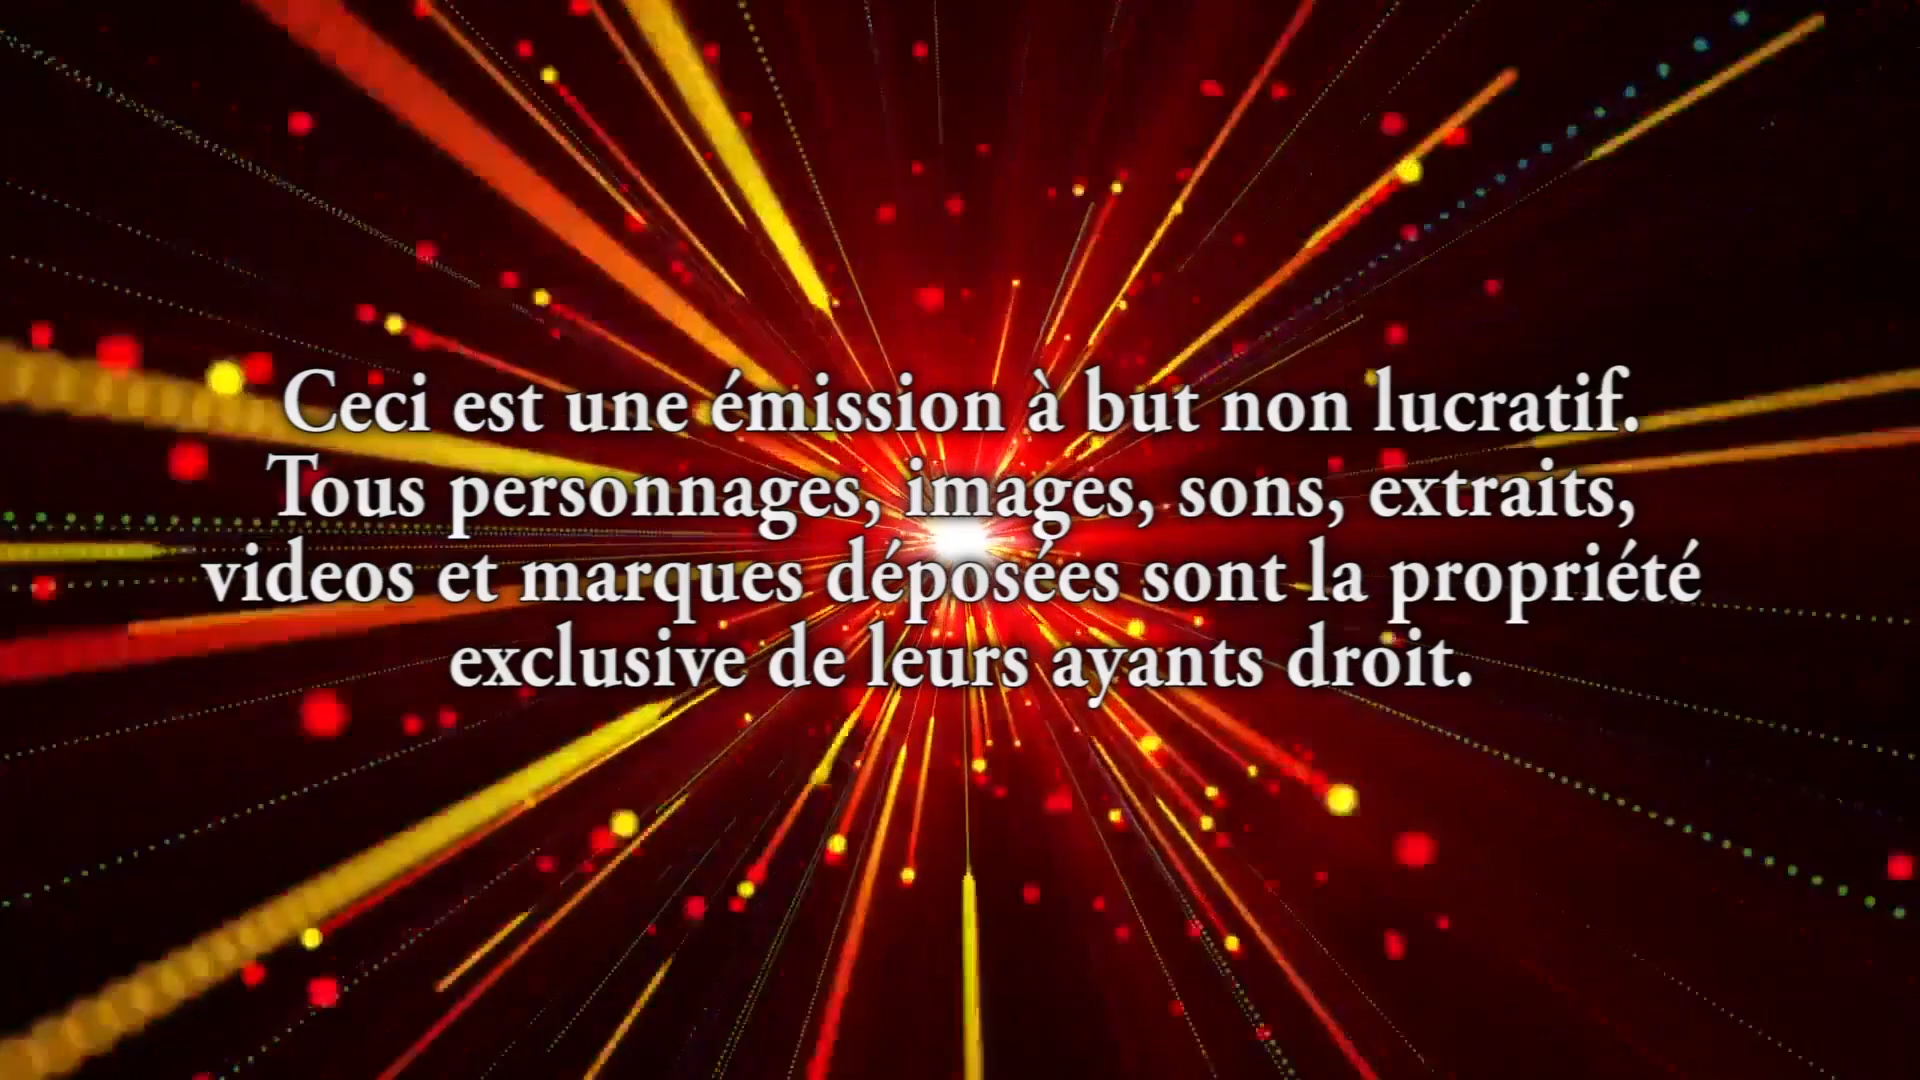 Ceci est une émission à but non lucratif.
Tous personnages, images, sons, extraits,
videos et marques déposées sont la propriété
exclusive de leurs ayants droit.